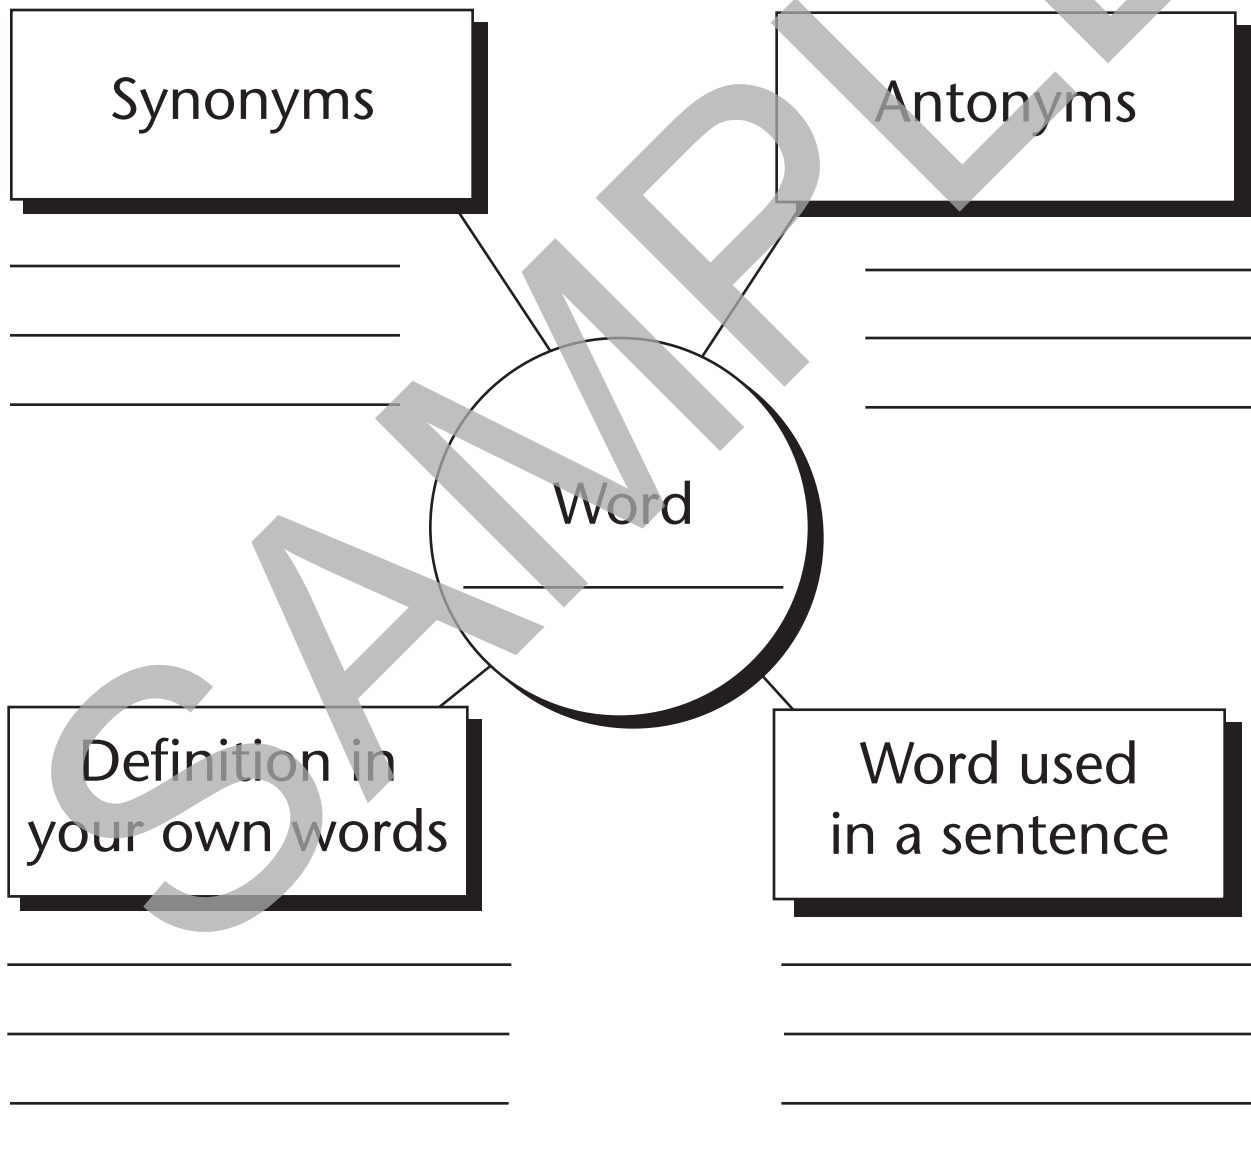 Synonyms
Antonyms
Word
Definition in
your own words
Word used
in a sentence
SAMPLE